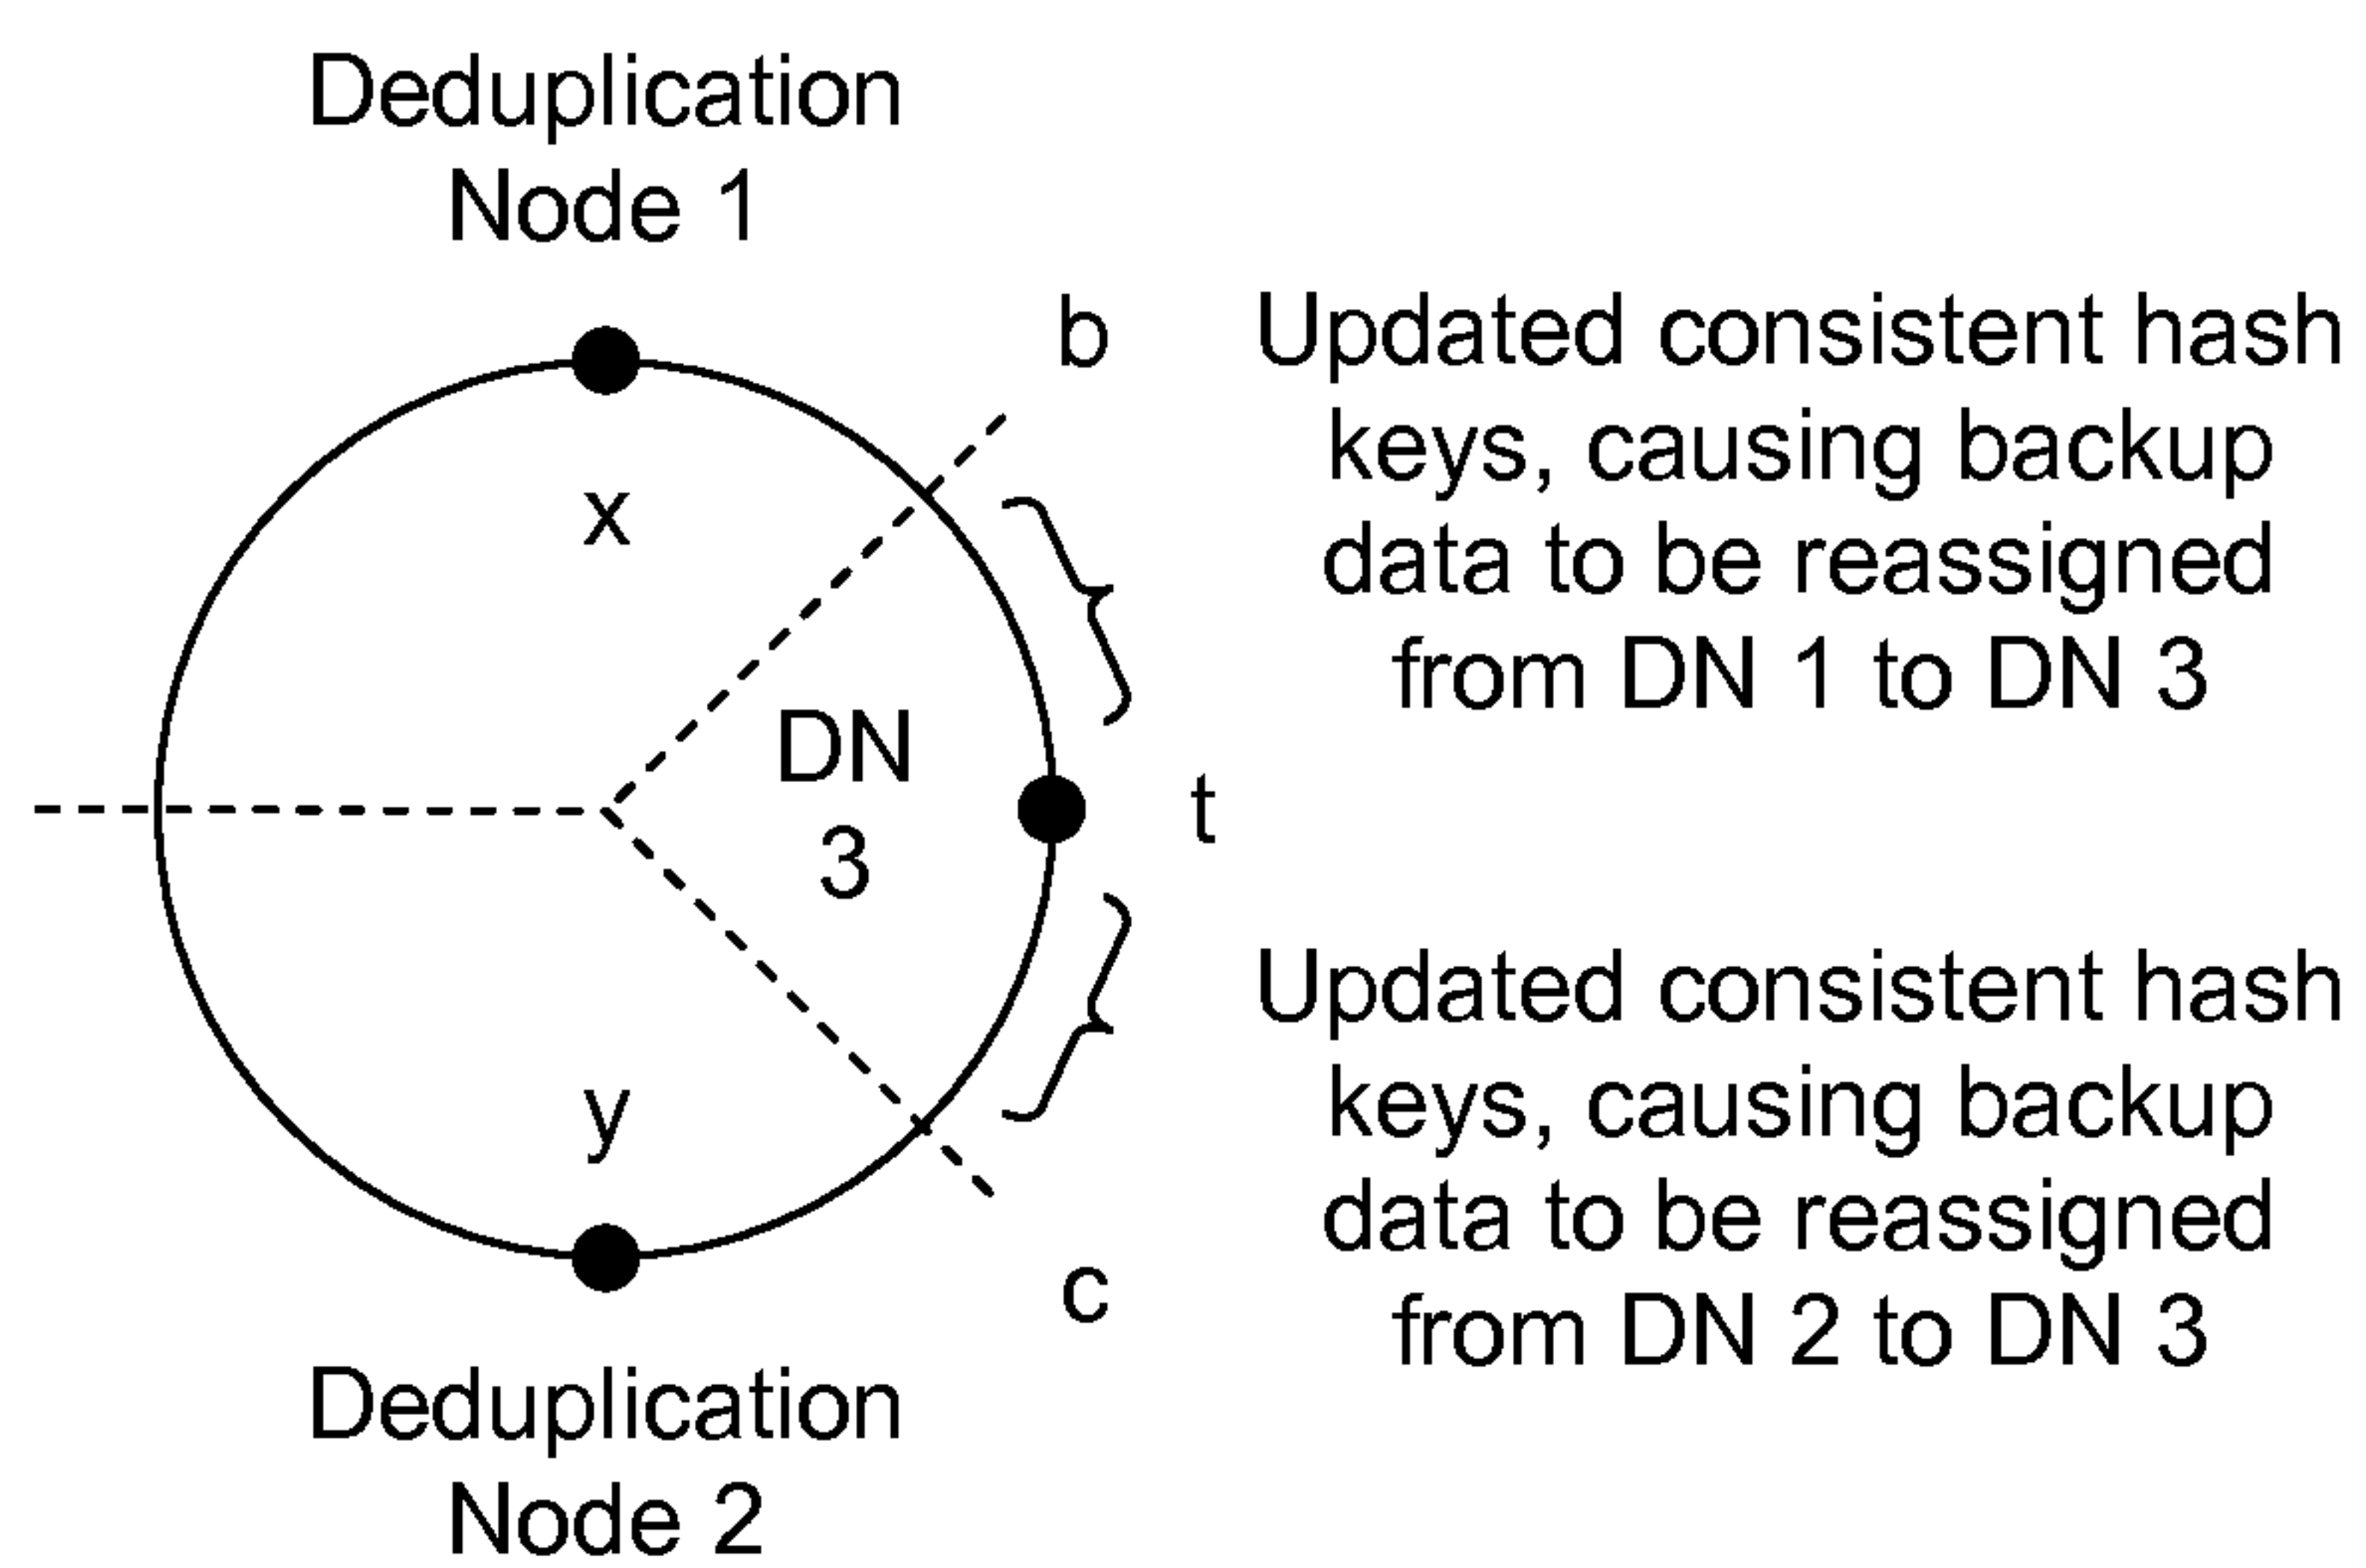 Deduplication
Node 1
b
x
Updated consistent hash
keys, causing backup
data to be reassigned
from DN 1 to DN 3
DN
3
t
y
c
Updated consistent hash
keys, causing backup
data to be reassigned
from DN 2 to DN 3
Deduplication
Node 2